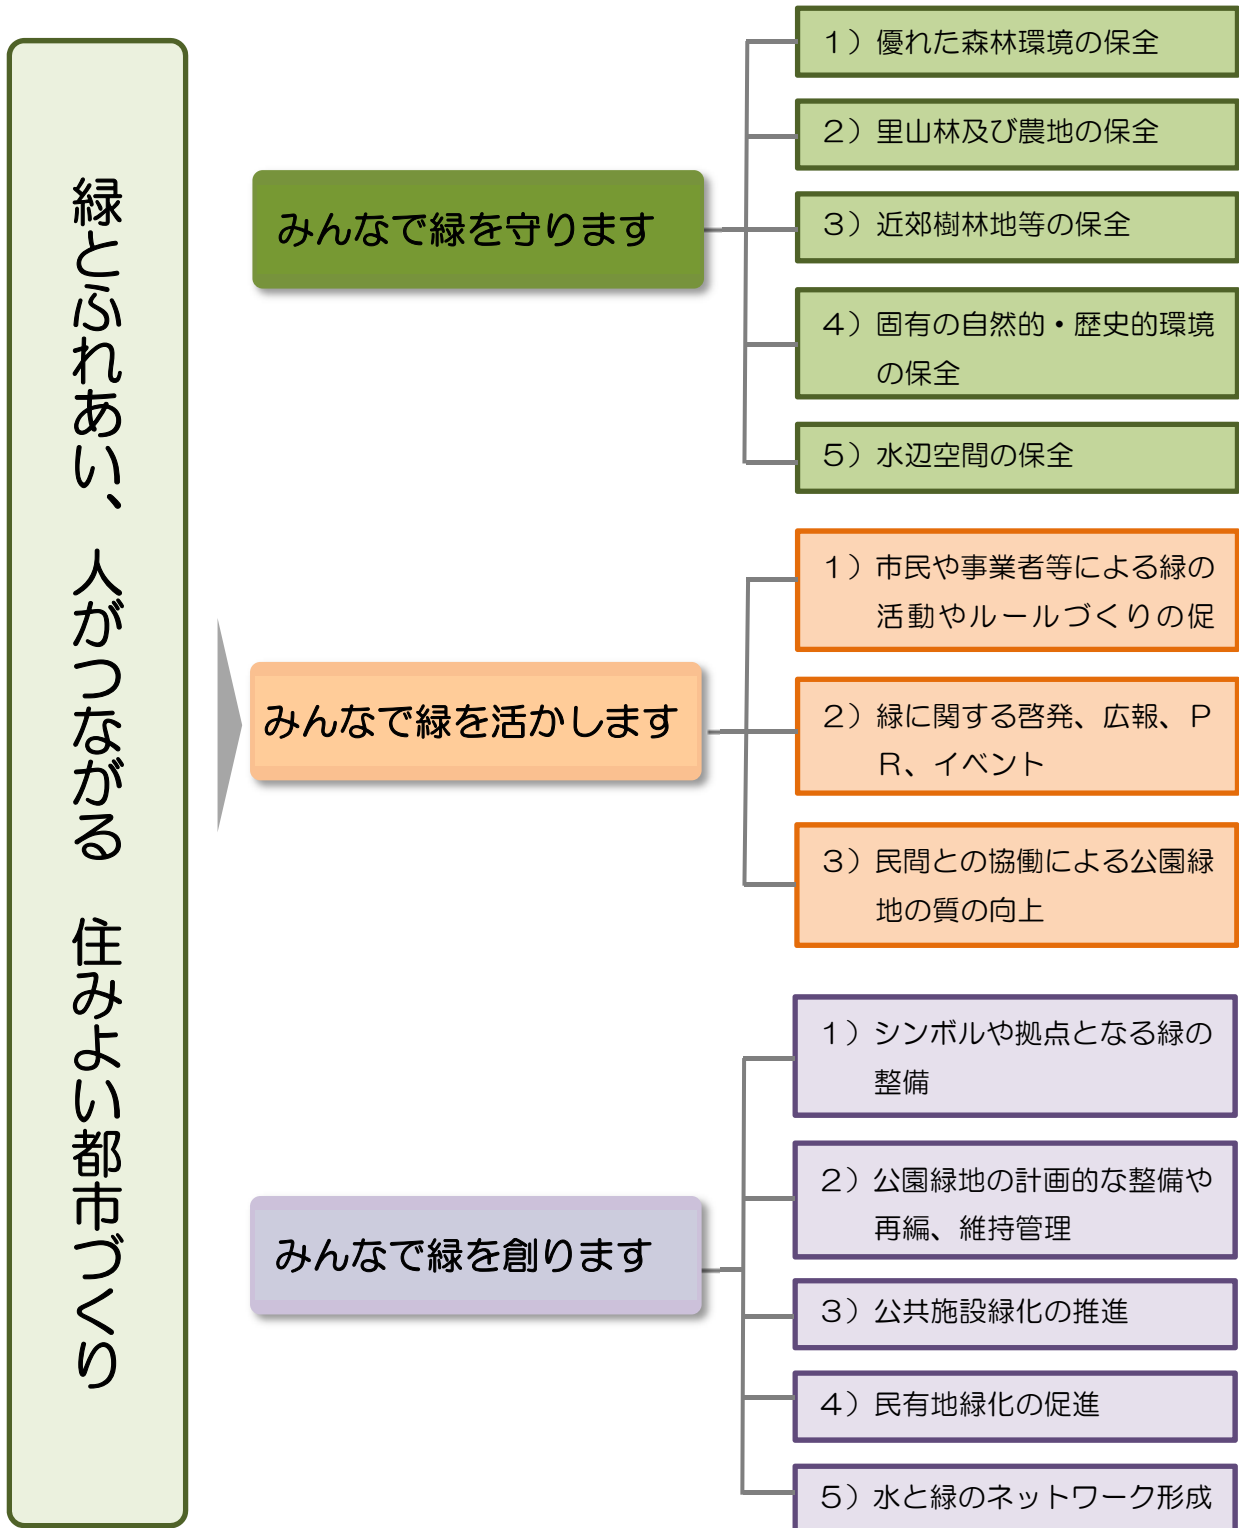 緑とふれあい、人がつながる　住みよい都市づくり
みんなで緑を守ります
１）優れた森林環境の保全
２）里山林及び農地の保全
３）近郊樹林地等の保全
４）固有の自然的・歴史的環境
の保全
５）水辺空間の保全
みんなで緑を活かします
１）市民や事業者等による緑の
活動やルールづくりの促
２）緑に関する啓発、広報、Ｐ
Ｒ、イベント
３）民間との協働による公園緑
地の質の向上
みんなで緑を創ります
１）シンボルや拠点となる緑の
整備
２）公園緑地の計画的な整備や
再編、維持管理
３）公共施設緑化の推進
４）民有地緑化の促進
５）水と緑のネットワーク形成